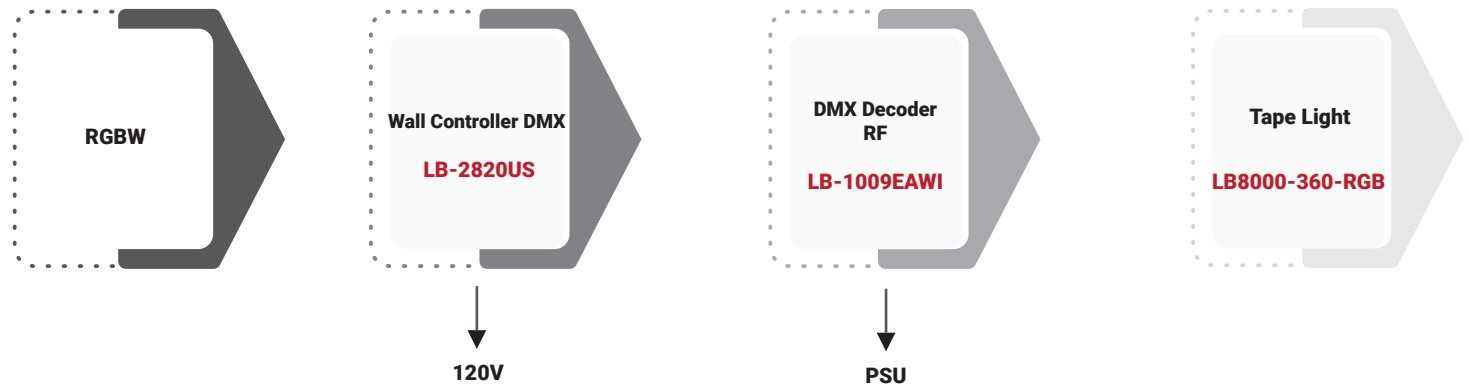 RGBW
Wall Controller DMX
LB-2820US
120V
DMX Decoder
RF
LB-1009EAWI
PSU
Tape Light
LB8000-360-RGB